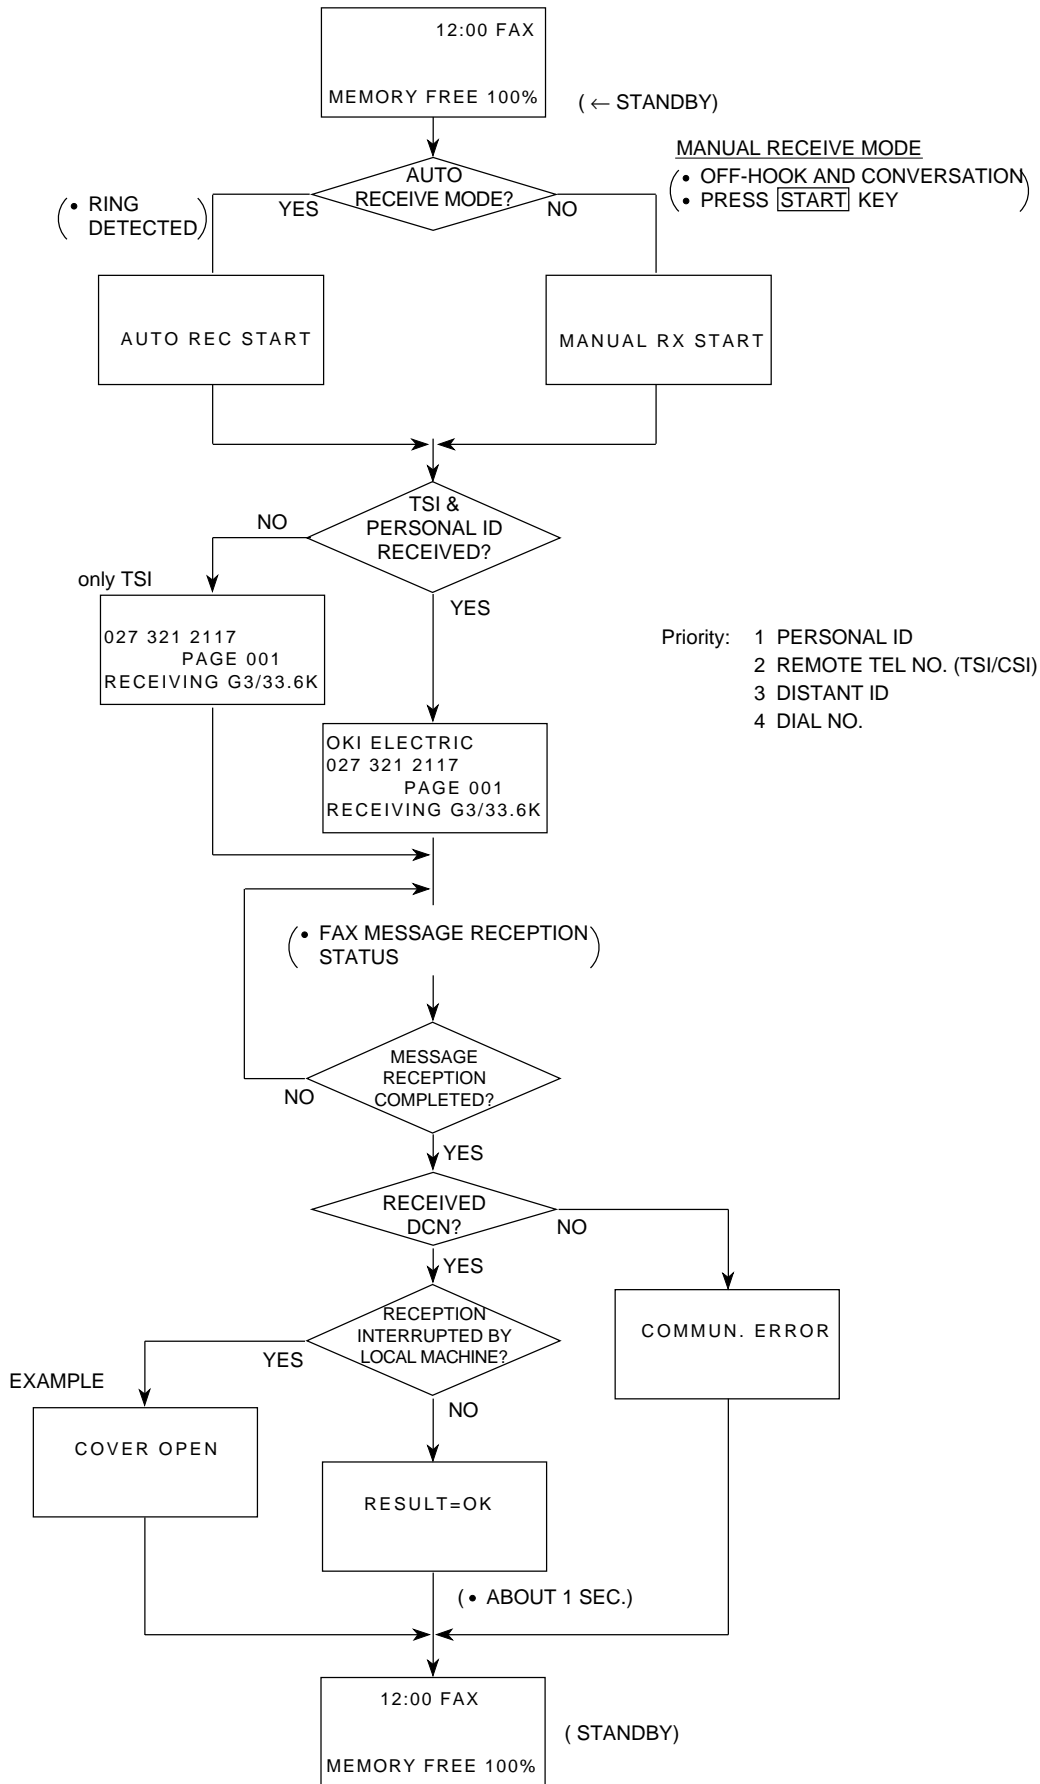 12:00 FAX
MEMORY FREE 100%
( ← STANDBY)
MANUAL RECEIVE MODE
• OFF-HOOK AND CONVERSATION
• PRESS START KEY
AUTO
RECEIVE MODE?
YES
NO
• RING
DETECTED
AUTO REC START
MANUAL RX START
TSI &
PERSONAL ID
RECEIVED?
NO
YES
only TSI
027 321 2117
PAGE 001
RECEIVING G3/33.6K
Priority: 1 PERSONAL ID
2 REMOTE TEL NO. (TSI/CSI)
3 DISTANT ID
4 DIAL NO.
OKI ELECTRIC
027 321 2117
PAGE 001
RECEIVING G3/33.6K
• FAX MESSAGE RECEPTION
STATUS
MESSAGE
RECEPTION
COMPLETED?
NO
YES
RECEIVED
DCN?
NO
YES
RECEPTION
INTERRUPTED BY
LOCAL MACHINE?
YES
NO
COMMUN. ERROR
EXAMPLE
COVER OPEN
RESULT=OK
( • ABOUT 1 SEC.)
12:00 FAX
MEMORY FREE 100%
( STANDBY)